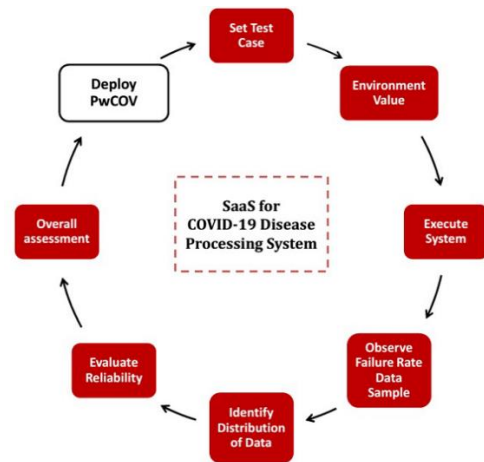 Set Test
Case
Deploy
PwCOV
Environment
Value
SaaS for
COVID-19 Disease
Processing System
Overall
assessment
Execute
System
Evaluate
Reliability
Observe
Failure Rate
Data
Sample
Identify
Distribution
of Data